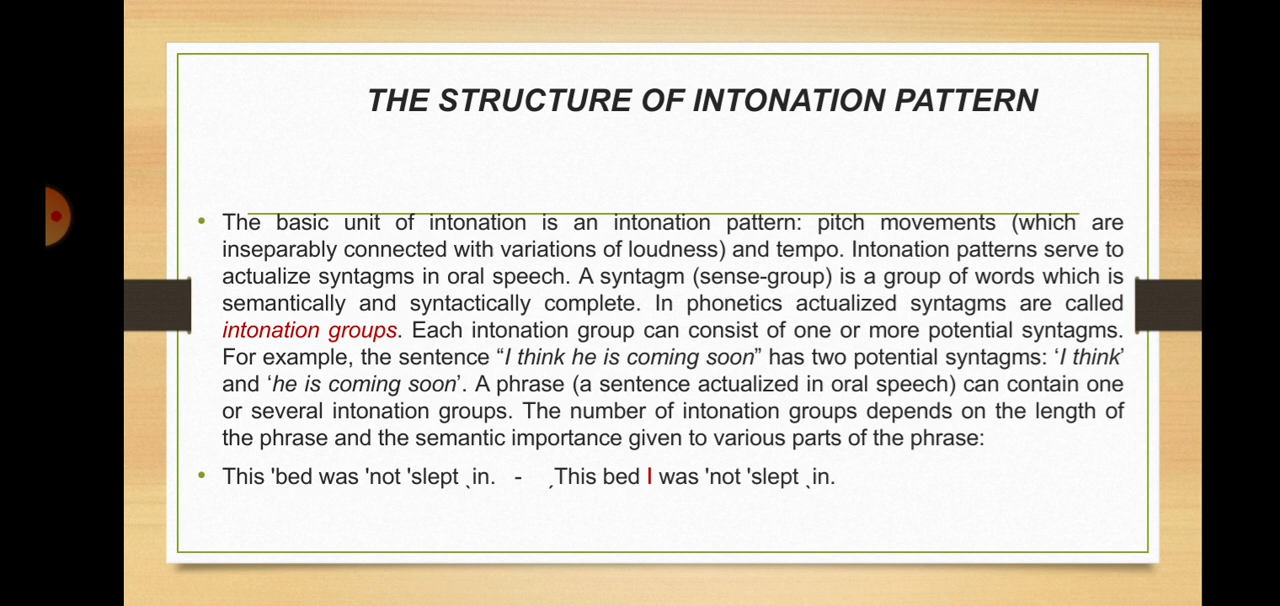 THE STRUCTURE OF INTONATION PATTERN
• The basic unit of intonation is an intonation pattern: pitch movements (which are
inseparably connected with variations of loudness) and tempo. Intonation patterns serve to
actualize syntagms in oral speech. A syntagm (sense-group) is a group of words which is
semantically and syntactically complete. In phonetics actualized syntagms are called
intonation groups. Each intonation group can consist of one or more potential syntagms.
For example, the sentence “I think he is coming soon” has two potential syntagms: ‘I think’
and ‘he is coming soon’. A phrase (a sentence actualized in oral speech) can contain one
or several intonation groups. The number of intonation groups depends on the length of
the phrase and the semantic importance given to various parts of the phrase:
• This 'bed was 'not 'slept ˎin. - ˏThis bed I was 'not 'slept ˎin.